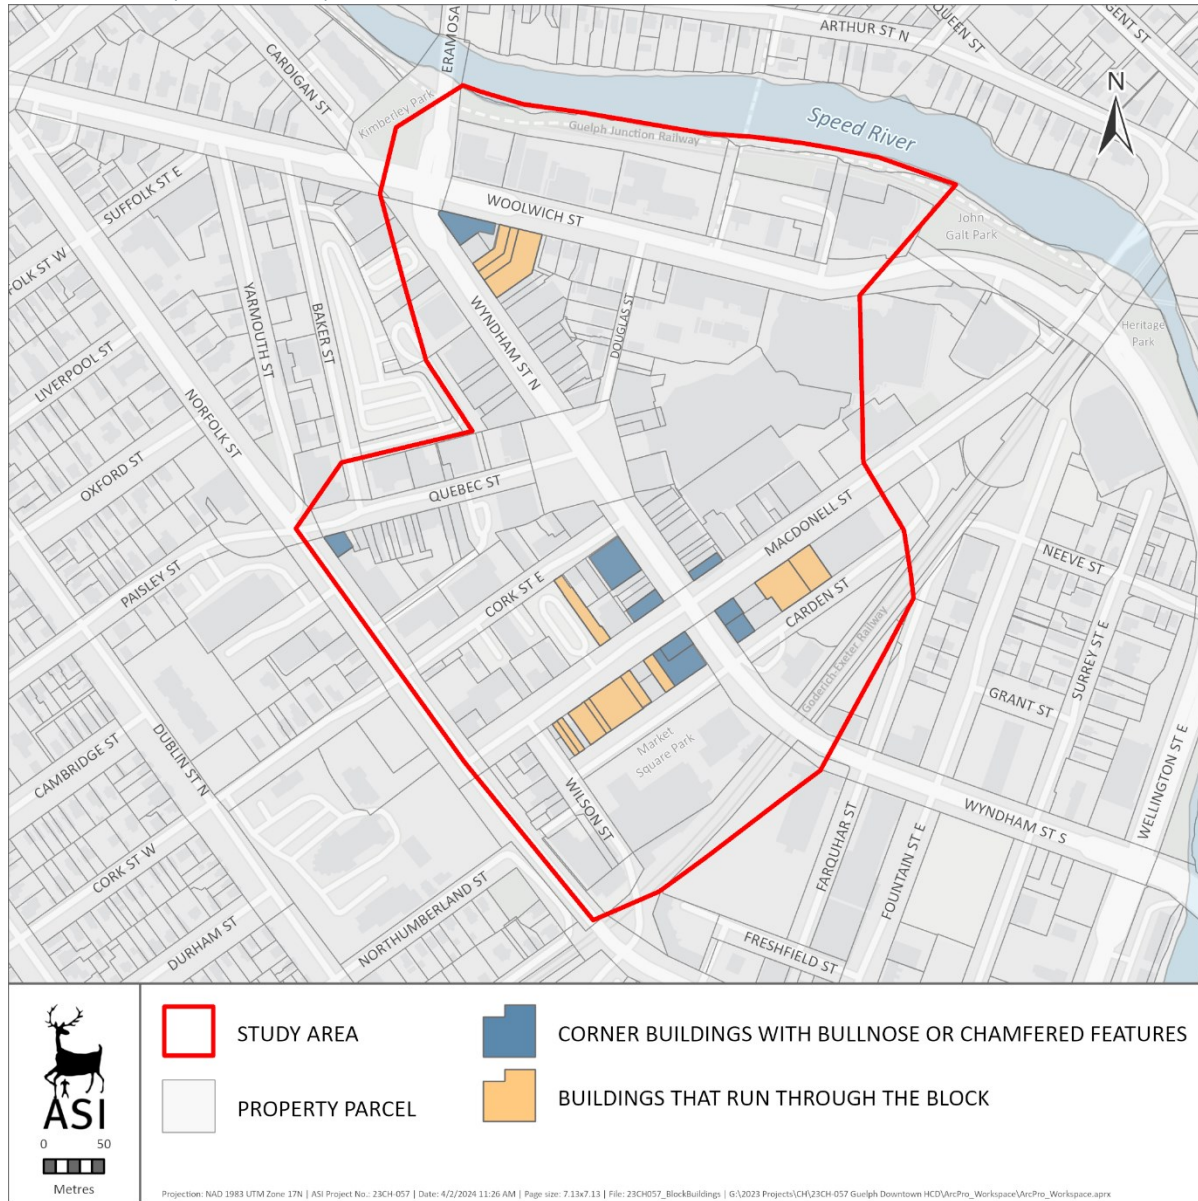 ARTHUR ST N
QUEEN ST
GENT ST
ERAMOSA
CARDIGAN ST
Kimberley Park
N
Speed River
Guelph Junction Railway
SUFFOLK ST E
WOOLWICH ST
John
Galt Park
FOLK ST W
YARMOUTH ST
BAKER ST
WYNDHAM ST N
DOUGLAS ST
Heritage
Park
LIVERPOOL ST
NORFOLK ST
OXFORD ST
QUEBEC ST
MACDONELL ST
NEEVE ST
PAISLEY ST
CORK ST E
CARDEN ST
Goderich-Exeter Railway
SURREY ST E
GRANT ST
Market
Square Park
CAMBRIDGE ST
DUBLIN ST N
WILSON ST
WYNDHAM ST S
WELLINGTON ST E
FARQUHAR ST
FOUNTAIN ST E
CORK ST W
NORTHUMBERLAND ST
DURHAM ST
FRESHFIELD ST
ASI
0 50
Metres
STUDY AREA
PROPERTY PARCEL
CORNER BUILDINGS WITH BULLNOSE OR CHAMFERED FEATURES
BUILDINGS THAT RUN THROUGH THE BLOCK
Projection: NAD 1983 UTM Zone 17N | ASI Project No.: 23CH-057 | Date: 4/2/2024 11:26 AM | Page size: 7.13x7.13 | File: 23CH057_BlockBuildings | G:\2023 Projects\CH\23CH-057 Guelph Downtown HCD\ArcPro_Workspace\ArcPro_Workspace.aprx